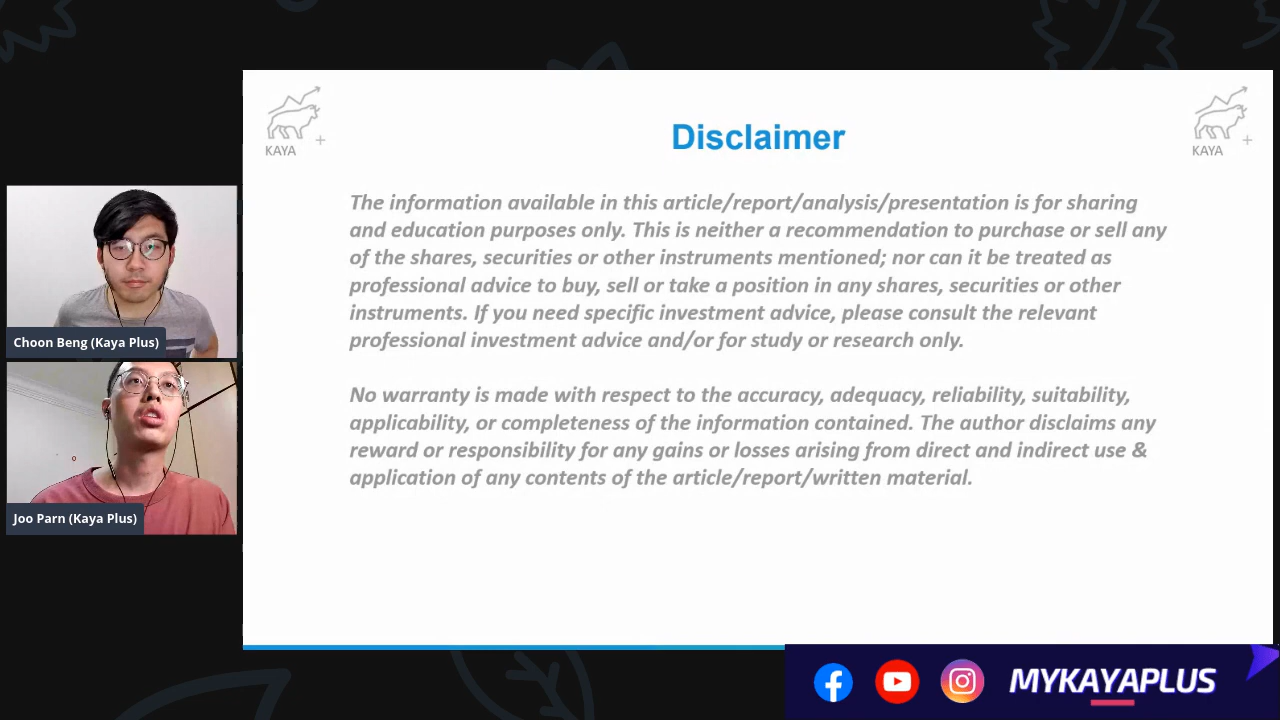 KAYA
+
KAYA
+
Disclaimer
The information available in this article/report/analysis/presentation is for sharing
and education purposes only. This is neither a recommendation to purchase or sell any
of the shares, securities or other instruments mentioned; nor can it be treated as
professional advice to buy, sell or take a position in any shares, securities or other
instruments. If you need specific investment advice, please consult the relevant
professional investment advice and/or for study or research only.
No warranty is made with respect to the accuracy, adequacy, reliability, suitability,
applicability, or completeness of the information contained. The author disclaims any
reward or responsibility for any gains or losses arising from direct and indirect use &
application of any contents of the article/report/written material.
Choon Beng (Kaya Plus)
Joo Parn (Kaya Plus)
MYKAYAPLUS